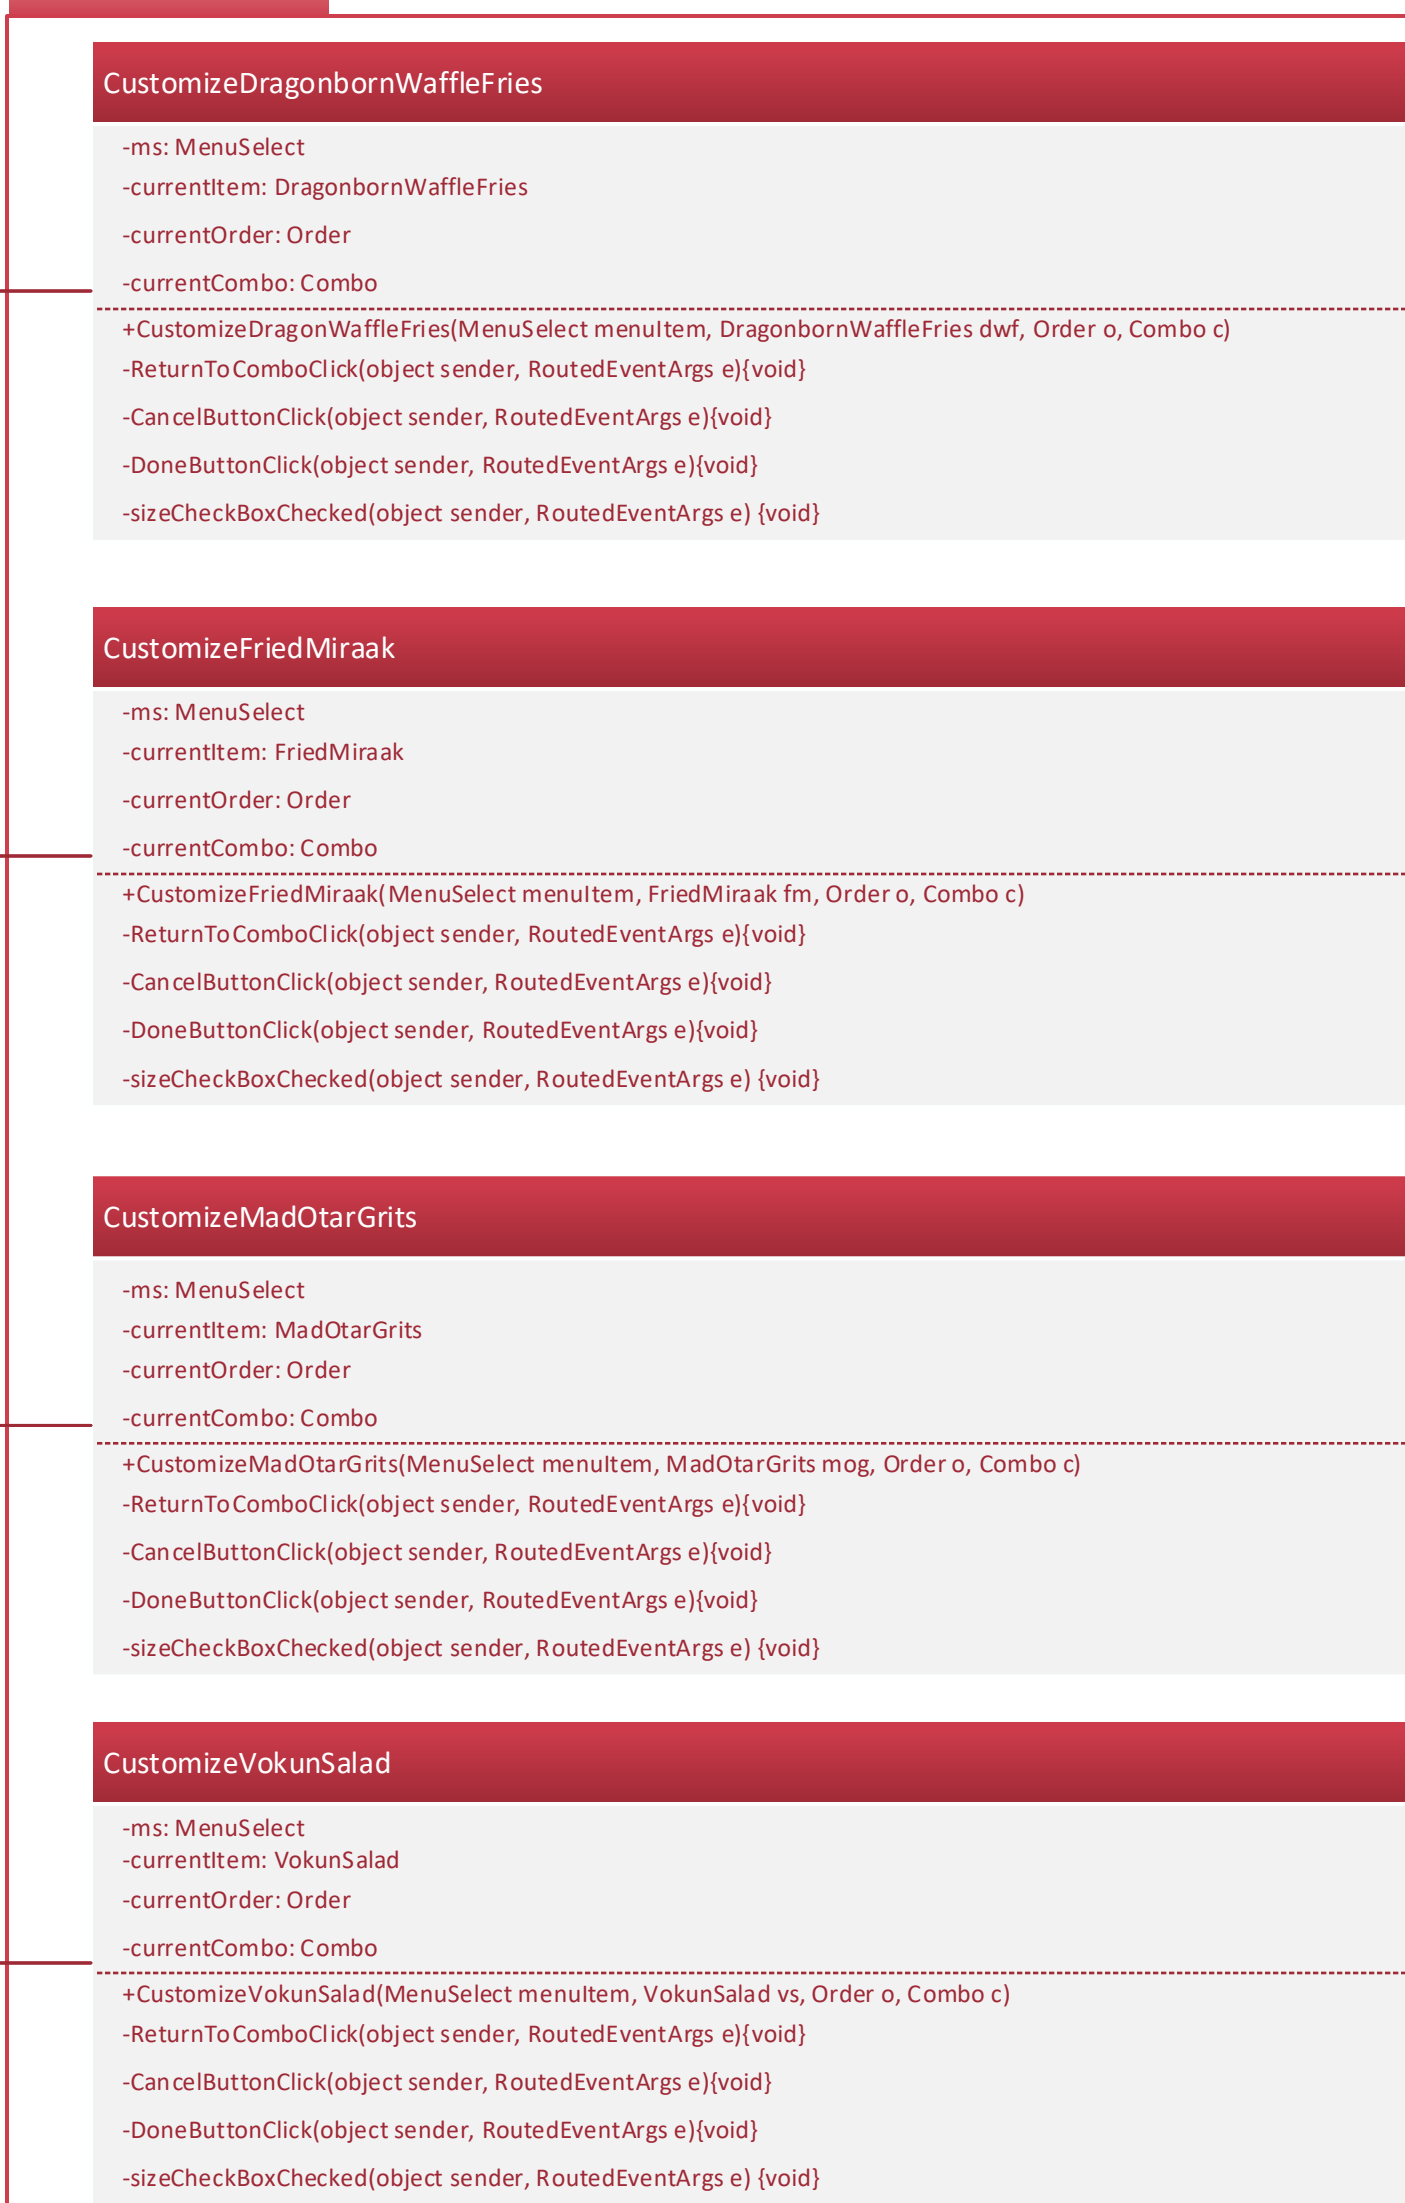 CustomizeDragonbornWaffleFries
-ms: MenuSelect
-currentItem: DragonbornWaffleFries
-currentOrder: Order
-currentCombo: Combo
+CustomizeDragonWaffleFries(MenuSelect menuItem, DragonbornWaffleFries dwf, Order o, Combo c)
-ReturnToComboClick(object sender, RoutedEventArgs e){void}
-CancelButtonClick(object sender, RoutedEventArgs e){void}
-DoneButtonClick(object sender, RoutedEventArgs e){void}
-sizeCheckBoxChecked(object sender, RoutedEventArgs e) {void}
CustomizeFriedMiraak
-ms: MenuSelect
-currentItem: FriedMiraak
-currentOrder: Order
-currentCombo: Combo
+CustomizeFriedMiraak(MenuSelect menuItem, FriedMiraak fm, Order o, Combo c)
-ReturnToComboClick(object sender, RoutedEventArgs e){void}
-CancelButtonClick(object sender, RoutedEventArgs e){void}
-DoneButtonClick(object sender, RoutedEventArgs e){void}
-sizeCheckBoxChecked(object sender, RoutedEventArgs e) {void}
CustomizeMadOtarGrits
-ms: MenuSelect
-currentItem: MadOtarGrits
-currentOrder: Order
-currentCombo: Combo
+CustomizeMadOtarGrits(MenuSelect menuItem, MadOtarGrits mog, Order o, Combo c)
-ReturnToComboClick(object sender, RoutedEventArgs e){void}
-CancelButtonClick(object sender, RoutedEventArgs e){void}
-DoneButtonClick(object sender, RoutedEventArgs e){void}
-sizeCheckBoxChecked(object sender, RoutedEventArgs e) {void}
CustomizeVokunSalad
-ms: MenuSelect
-currentItem: VokunSalad
-currentOrder: Order
-currentCombo: Combo
+CustomizeVokunSalad(MenuSelect menuItem, VokunSalad vs, Order o, Combo c)
-ReturnToComboClick(object sender, RoutedEventArgs e){void}
-CancelButtonClick(object sender, RoutedEventArgs e){void}
-DoneButtonClick(object sender, RoutedEventArgs e){void}
-sizeCheckBoxChecked(object sender, RoutedEventArgs e) {void}